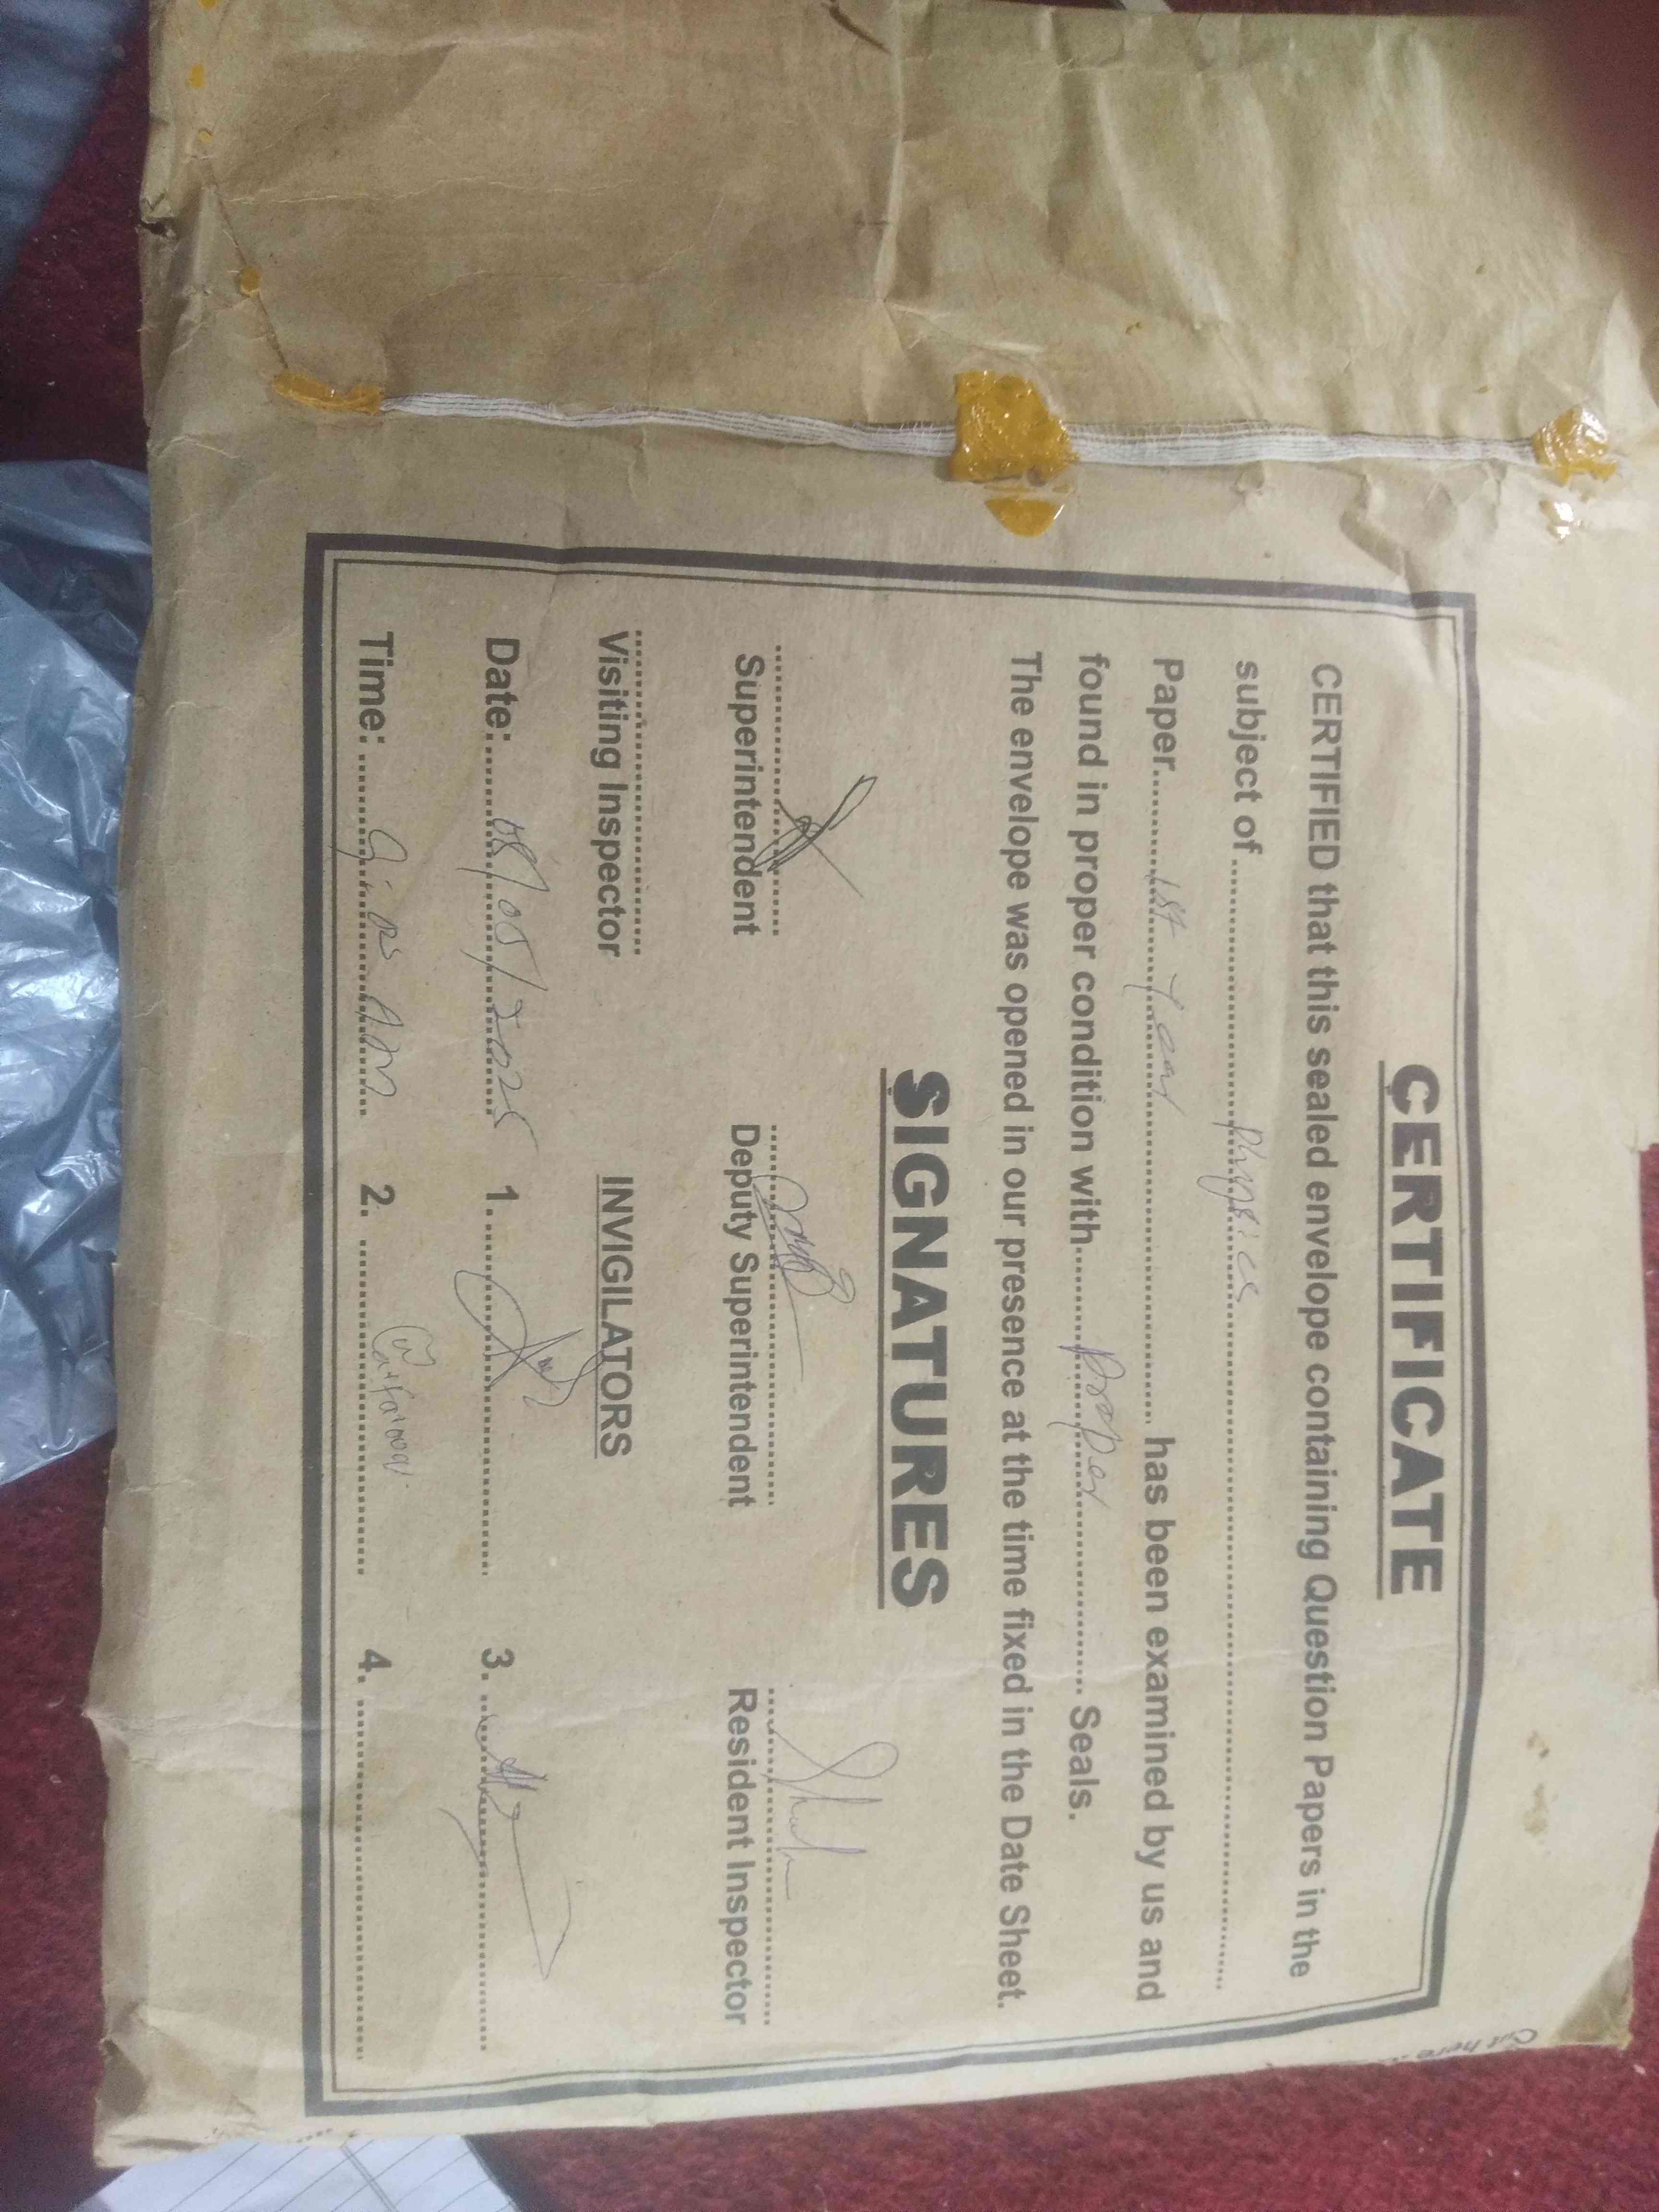 CERTIFICATE
CERTIFIED that this sealed envelope containing Question Papers in the
subject of ........ Physics ........
Paper ........ 1st Year ........ has been examined by us and
found in proper condition with ........ Proper ........ Seals.
The envelope was opened in our presence at the time fixed in the Date Sheet.
SIGNATURES
Superintendent Deputy Superintendent Resident Inspector
Visiting Inspector INVIGILATORS
Date: 08/05/2025 1. 3.
Time: 9:05 AM 2. 4.
Cut here